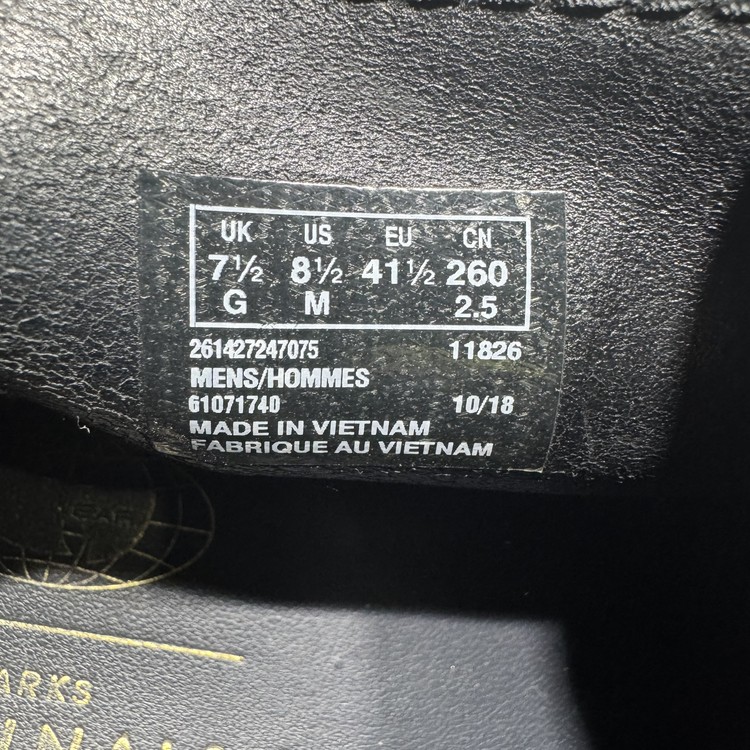 UK US EU CN
7½ 8½ 41½ 260
G M 2.5
261427247075 11826
MENS/HOMMES
61071740 10/18
MADE IN VIETNAM
FABRIQUE AU VIETNAM